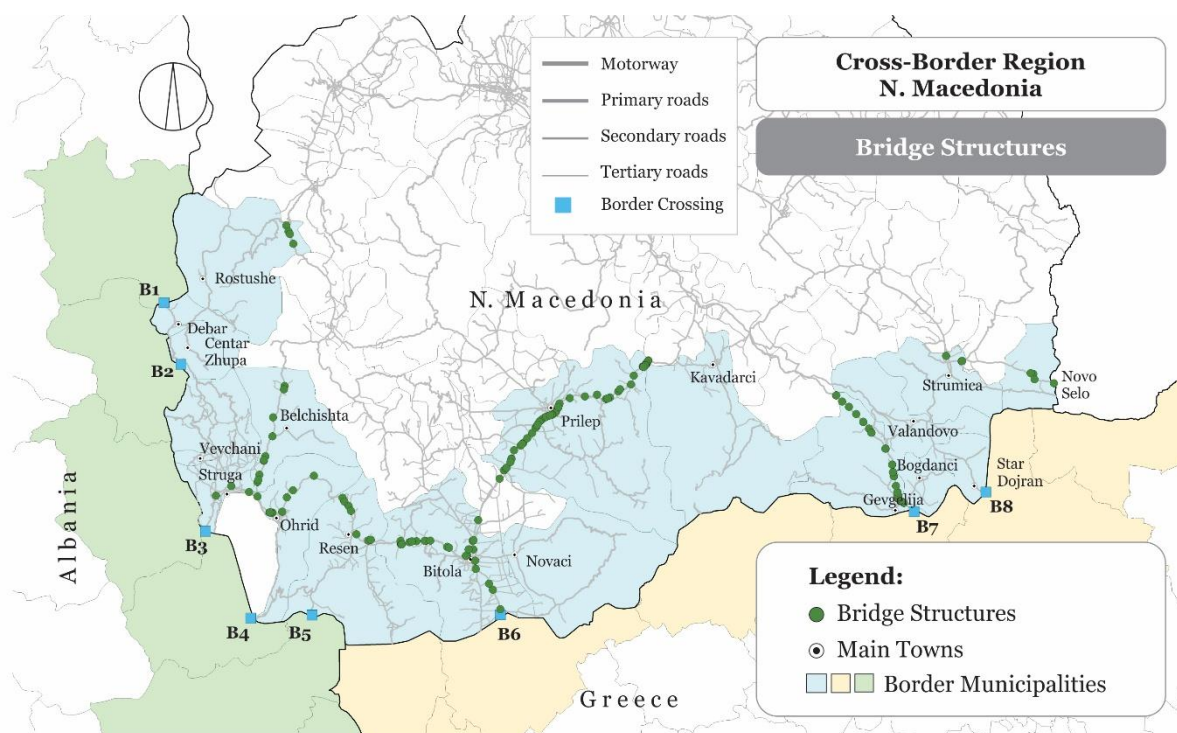 Motorway
Primary roads
Secondary roads
Tertiary roads
Border Crossing
Cross-Border Region
N. Macedonia
Bridge Structures
Rostushe
B1
N. Macedonia
Debar
Centar
Zhupa
B2
Kavadarci
Strumica
Novo
Selo
Belchishta
Prilep
Valandovo
Vevchani
Struga
Bogdanci
Star
Dojran
Albania
Ohrid
Gevgelija
B8
B7
B3
Resen
Bitola
Novaci
B4
B5
B6
Greece
Legend:
Bridge Structures
Main Towns
Border Municipalities